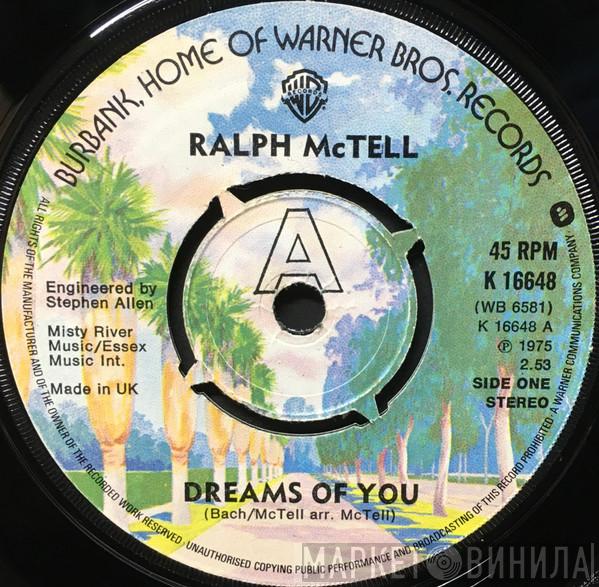 BURBANK, HOME OF WARNER BROS. RECORDS
RECORDS
RALPH McTELL
A
Engineered by
Stephen Allen
Misty River
Music/Essex
Music Int.
Made in UK
45 RPM
K 16648
(WB 6581)
K 16648 A
℗ 1975
2.53
SIDE ONE
STEREO
DREAMS OF YOU
(Bach/McTell arr. McTell)
ALL RIGHTS OF THE MANUFACTURER AND OF THE OWNER OF THE RECORDED WORK RESERVED · UNAUTHORISED COPYING PUBLIC PERFORMANCE AND BROADCASTING OF THIS RECORD PROHIBITED · A WARNER COMMUNICATIONS COMPANY
МАРКЕТ ВИНИЛА